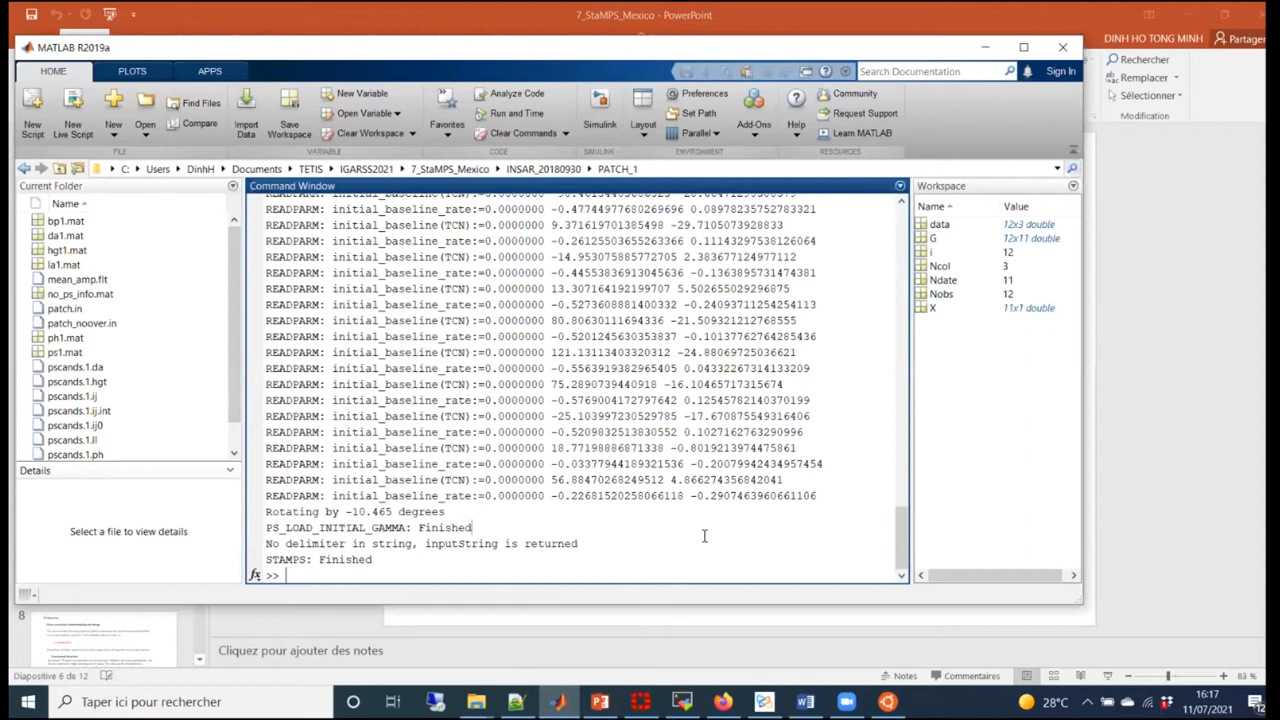 7_StaMPS_Mexico - PowerPoint
DINH HO TONG MINH
Partager
MATLAB R2019a
HOME
PLOTS
APPS
Search Documentation
Sign In
Rechercher
Remplacer
Sélectionner
Modification
New Script
New Live Script
New
Open
Find Files
Compare
Import Data
Save Workspace
New Variable
Open Variable
Clear Workspace
Favorites
Analyze Code
Run and Time
Clear Commands
Simulink
Layout
Preferences
Set Path
Parallel
Add-Ons
Help
Community
Request Support
Learn MATLAB
FILE
VARIABLE
CODE
SIMULINK
ENVIRONMENT
RESOURCES
C: Users DinhH Documents TETIS IGARSS2021 7_StaMPS_Mexico INSAR_20180930 PATCH_1
Current Folder
Name
bp1.mat
da1.mat
hgt1.mat
la1.mat
mean_amp.flt
no_ps_info.mat
patch.in
patch_noover.in
ph1.mat
ps1.mat
pscands.1.da
pscands.1.hgt
pscands.1.ij
pscands.1.ij.int
pscands.1.ij0
pscands.1.ll
pscands.1.ph
Details
Select a file to view details
Command Window
READPARM: initial_baseline_rate:=0.0000000 -0.47744977680269696 0.08978235752783321
READPARM: initial_baseline(TCN):=0.0000000 9.371619701385498 -29.7105073928833
READPARM: initial_baseline_rate:=0.0000000 -0.26125503655263366 0.11143297538126064
READPARM: initial_baseline(TCN):=0.0000000 -14.953075885772705 2.383677124977112
READPARM: initial_baseline_rate:=0.0000000 -0.44553836913045636 -0.1363895731474381
READPARM: initial_baseline(TCN):=0.0000000 13.307164192199707 5.502655029296875
READPARM: initial_baseline_rate:=0.0000000 -0.5273608881400332 -0.24093711254254113
READPARM: initial_baseline(TCN):=0.0000000 80.80630111694336 -21.509321212768555
READPARM: initial_baseline_rate:=0.0000000 -0.5201245630353837 -0.10137762764285436
READPARM: initial_baseline(TCN):=0.0000000 121.13113403320312 -24.88069725036621
READPARM: initial_baseline_rate:=0.0000000 -0.5563919382965405 0.04332267314133209
READPARM: initial_baseline(TCN):=0.0000000 75.2890739440918 -16.10465717315674
READPARM: initial_baseline_rate:=0.0000000 -0.5769004172797642 0.12545782140370199
READPARM: initial_baseline(TCN):=0.0000000 -25.103997230529785 -17.670875549316406
READPARM: initial_baseline_rate:=0.0000000 -0.5209832513830552 0.1027162763290996
READPARM: initial_baseline(TCN):=0.0000000 18.77198886871338 -0.8019213974475861
READPARM: initial_baseline_rate:=0.0000000 -0.03377944189321536 -0.20079942434957454
READPARM: initial_baseline(TCN):=0.0000000 56.88470268249512 4.866274356842041
READPARM: initial_baseline_rate:=0.0000000 -0.22681520258066118 -0.2907463960661106
Rotating by -10.465 degrees
PS_LOAD_INITIAL_GAMMA: Finished
No delimiter in string, inputString is returned
STAMPS: Finished
fx >>
Workspace
Name Value
data 12x3 double
G 12x11 double
i 12
Ncol 3
Ndate 11
Nobs 12
X 11x1 double
8
Cliquez pour ajouter des notes
Diapositive 6 de 12
Notes
Commentaires
83 %
Taper ici pour rechercher
28°C
16:17
11/07/2021